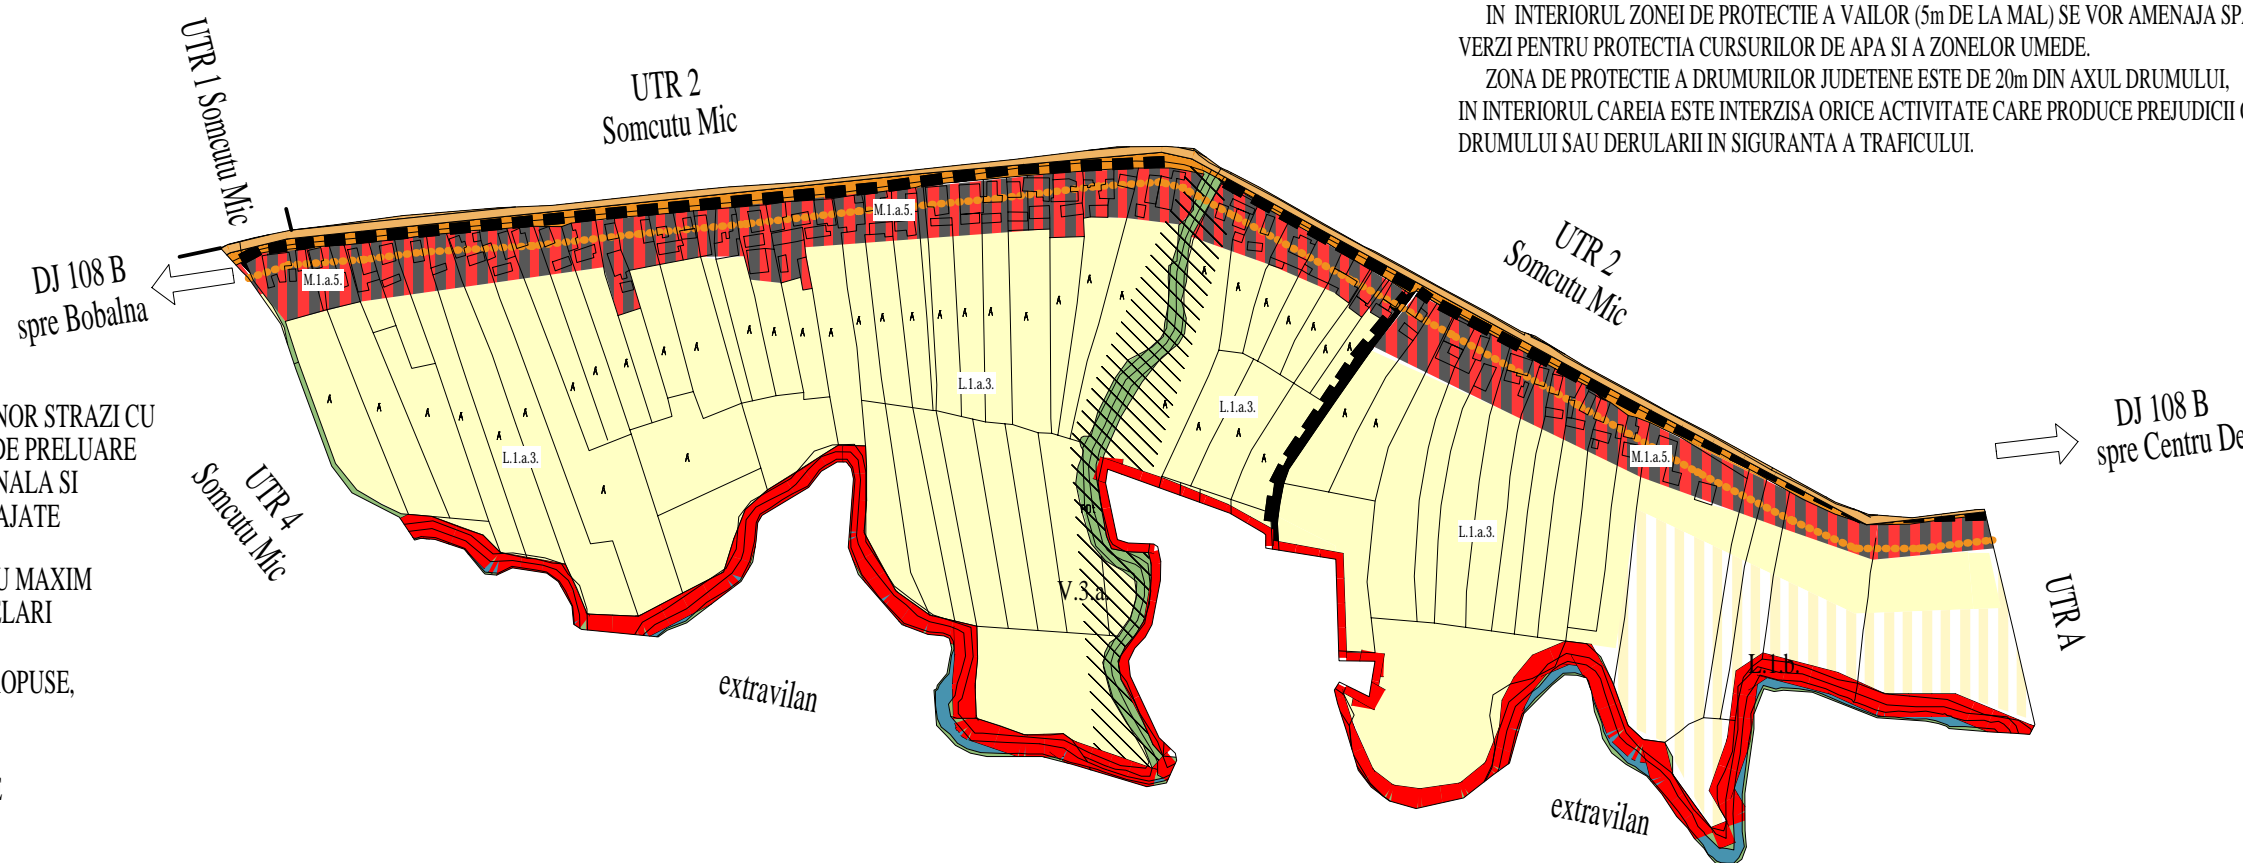 IN INTERIORUL ZONEI DE PROTECTIE A VAILOR (5m DE LA MAL) SE VOR AMENAJA
VERZI PENTRU PROTECTIA CURSURILOR DE APA SI A ZONELOR UMEDE.
ZONA DE PROTECTIE A DRUMURILOR JUDETENE ESTE DE 20m DIN AXUL DRUMULUI,
IN INTERIORUL CAREIA ESTE INTERZISA ORICE ACTIVITATE CARE PRODUCE PREJUDICII
DRUMULUI SAU DERULARII IN SIGURANTA A TRAFICULUI.
UTR 1 Somcutu Mic
UTR 2
Somcutu Mic
DJ 108 B
spre Bobalna
M.1.a.5.
M.1.a.5.
UTR 2
Somcutu Mic
L.1.a.3.
L.1.a.3.
L.1.a.3.
M.1.a.5.
L.1.a.3.
DJ 108 B
spre Centru
NOR STRAZI CU
DE PRELUARE
NALA SI
AJATE
U MAXIM
ELARI
OPUSE,
UTR 4
Somcutu Mic
V.3.a.
L.1.b.
UTR A
extravilan
extravilan